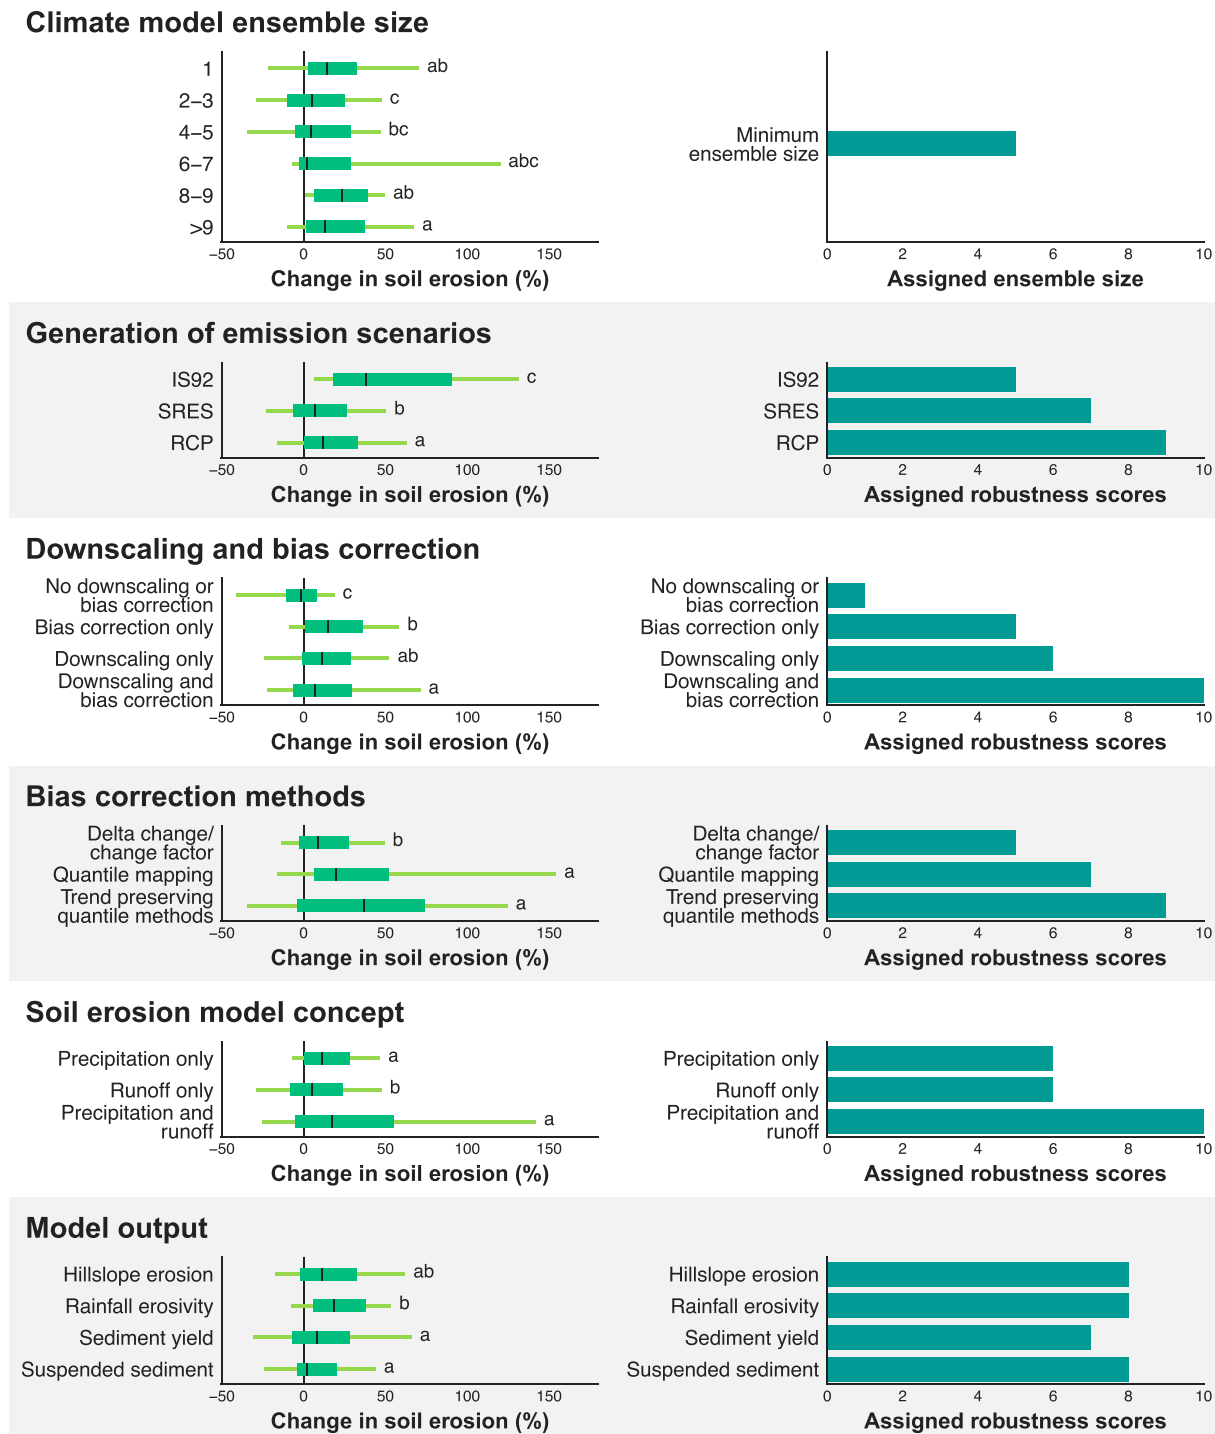 Climate model ensemble size
1
ab
2–3
c
4–5
bc
6–7
abc
8–9
ab
>9
a
−50 0 50 100 150
Change in soil erosion (%)
Minimum
ensemble size
0 2 4 6 8 10
Assigned ensemble size
Generation of emission scenarios
IS92
c
SRES
b
RCP
a
−50 0 50 100 150
Change in soil erosion (%)
IS92
SRES
RCP
0 2 4 6 8 10
Assigned robustness scores
Downscaling and bias correction
No downscaling or
bias correction
c
Bias correction only
b
Downscaling only
ab
Downscaling and
bias correction
a
−50 0 50 100 150
Change in soil erosion (%)
No downscaling or
bias correction
Bias correction only
Downscaling only
Downscaling and
bias correction
0 2 4 6 8 10
Assigned robustness scores
Bias correction methods
Delta change/
change factor
b
Quantile mapping
a
Trend preserving
quantile methods
a
−50 0 50 100 150
Change in soil erosion (%)
Delta change/
change factor
Quantile mapping
Trend preserving
quantile methods
0 2 4 6 8 10
Assigned robustness scores
Soil erosion model concept
Precipitation only
a
Runoff only
b
Precipitation and
runoff
a
−50 0 50 100 150
Change in soil erosion (%)
Precipitation only
Runoff only
Precipitation and
runoff
0 2 4 6 8 10
Assigned robustness scores
Model output
Hillslope erosion
ab
Rainfall erosivity
b
Sediment yield
a
Suspended sediment
a
−50 0 50 100 150
Change in soil erosion (%)
Hillslope erosion
Rainfall erosivity
Sediment yield
Suspended sediment
0 2 4 6 8 10
Assigned robustness scores